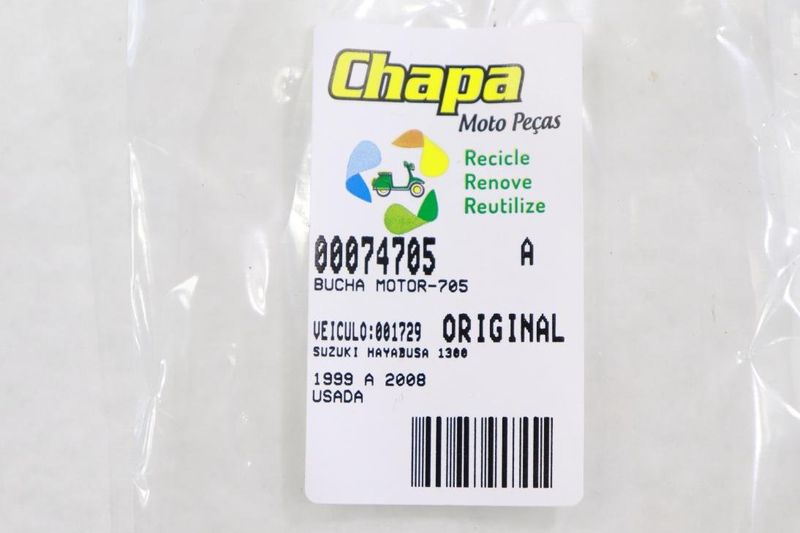 Chapa
Moto Peças
Recicle
Renove
Reutilize
00074705 A
BUCHA MOTOR-705
VEICULO:001729 ORIGINAL
SUZUKI HAYABUSA 1300
1999 A 2008
USADA